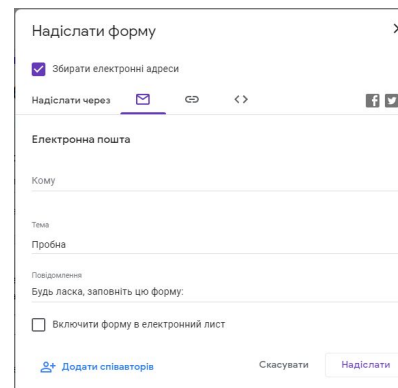 Надіслати форму
Збирати електронні адреси
Надіслати через
Електронна пошта
Кому
Тема
Пробна
Повідомлення
Будь ласка, заповніть цю форму:
Включити форму в електронний лист
Додати співавторів Скасувати Надіслати